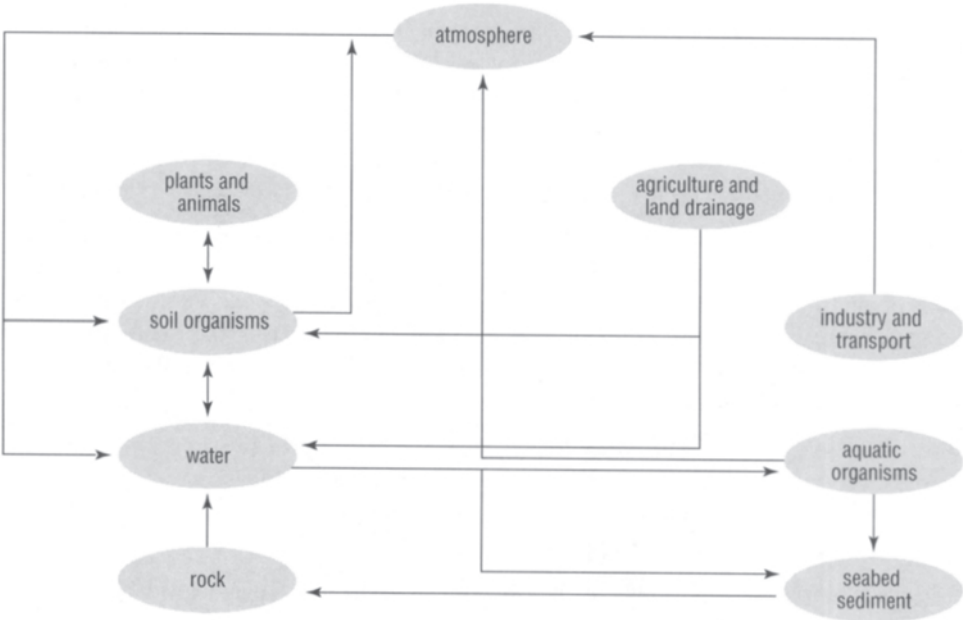 atmosphere
plants and
animals
agriculture and
land drainage
soil organisms
industry and
transport
water
aquatic
organisms
rock
seabed
sediment